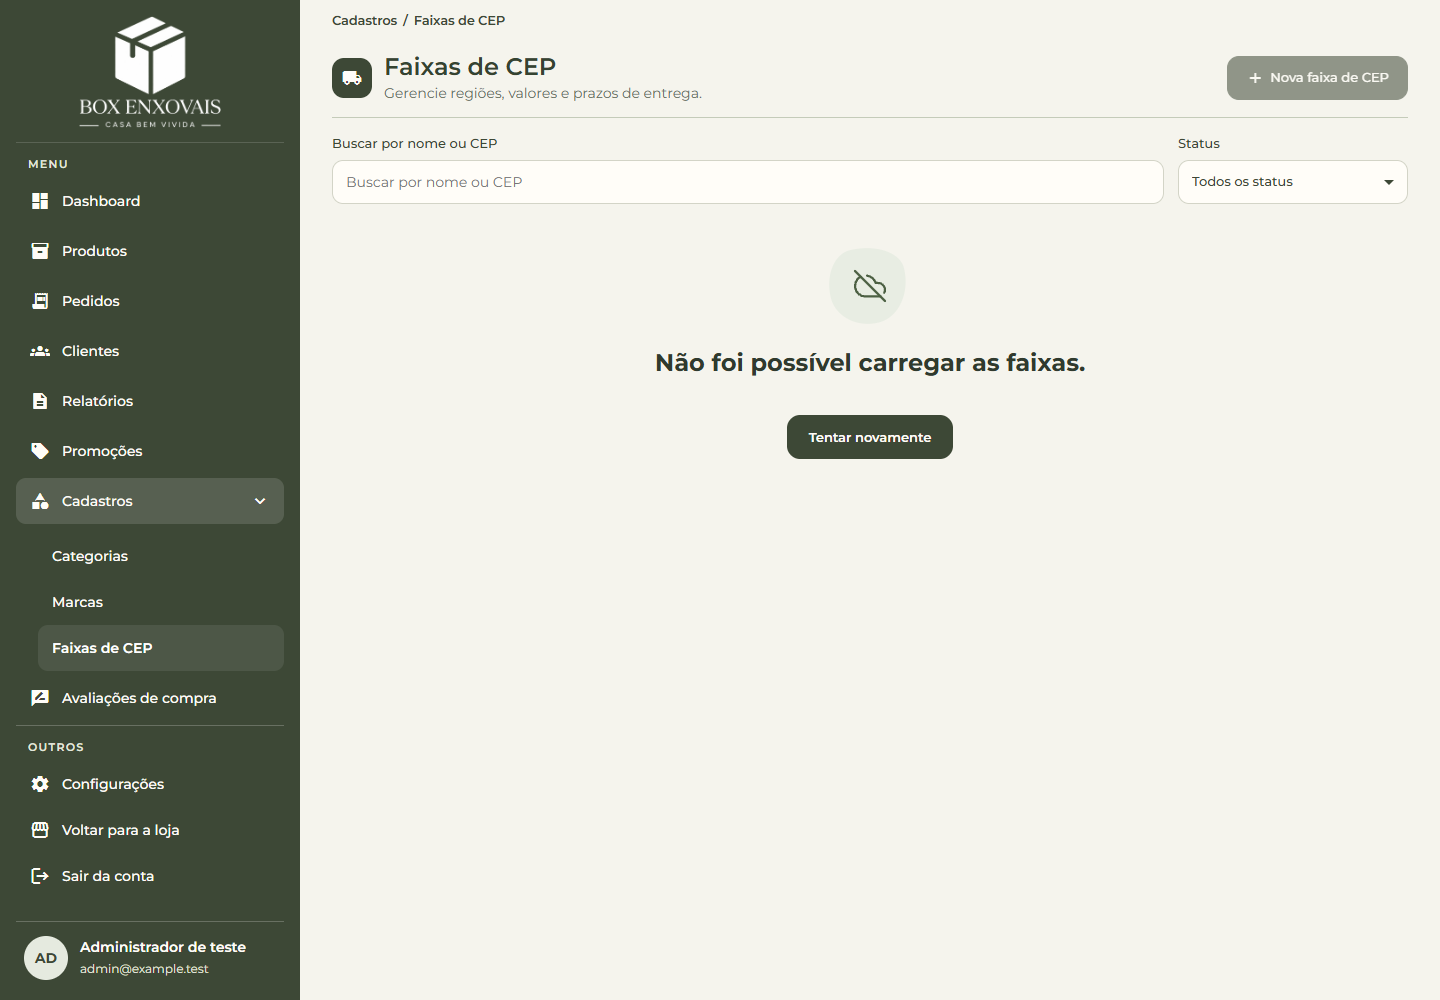 BOX ENXOVAIS
CASA BEM VIVIDA
MENU
Dashboard
Produtos
Pedidos
Clientes
Relatórios
Promoções
Cadastros
Categorias
Marcas
Faixas de CEP
Avaliações de compra
OUTROS
Configurações
Voltar para a loja
Sair da conta
AD
Administrador de teste
admin@example.test
Cadastros / Faixas de CEP
Faixas de CEP
Gerencie regiões, valores e prazos de entrega.
+ Nova faixa de CEP
Buscar por nome ou CEP
Status
Buscar por nome ou CEP
Todos os status
Não foi possível carregar as faixas.
Tentar novamente